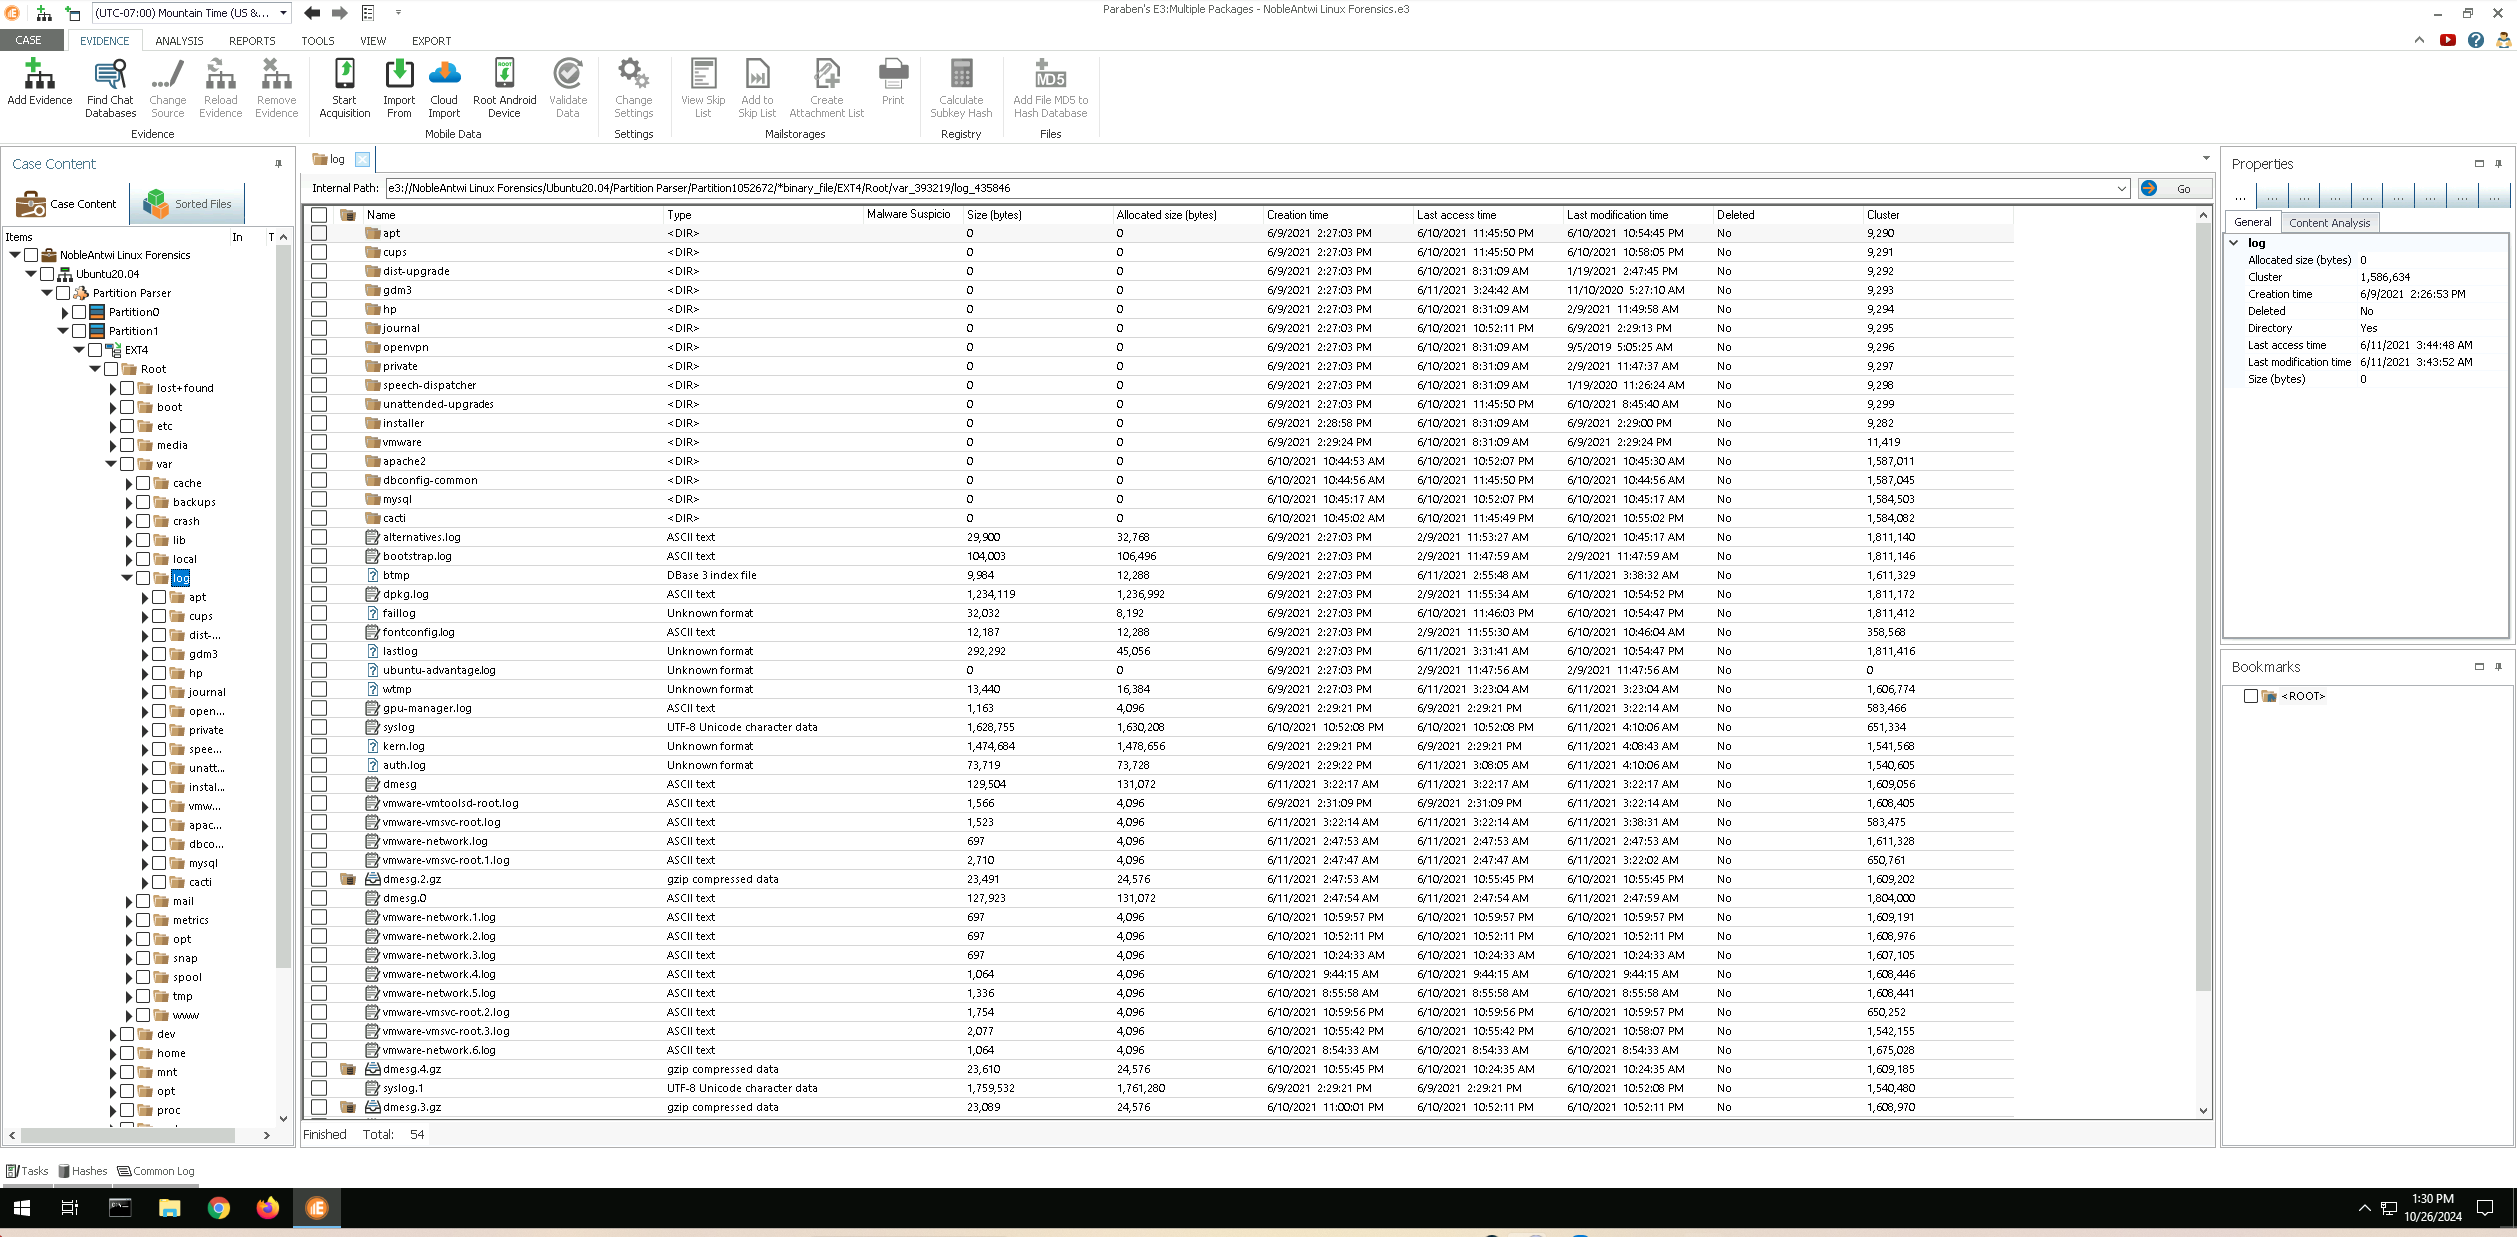 (UTC-07:00) Mountain Time (US &...
Paraben's E3:Multiple Packages - NobleAntwi Linux Forensics.e3
CASE EVIDENCE ANALYSIS REPORTS TOOLS VIEW EXPORT
Add Evidence
Find Chat Databases
Change Source
Reload Evidence
Remove Evidence
Start Acquisition
Import From
Cloud Import
Root Android Device
Validate Data
Change Settings
View Skip List
Add to Skip List
Create Attachment List
Print
Calculate Subkey Hash
Add File MD5 to Hash Database
Evidence Mobile Data Settings Mailstorages Registry Files
Case Content
Case Content Sorted Files
Items In T
NobleAntwi Linux Forensics
Ubuntu20.04
Partition Parser
Partition0
Partition1
EXT4
Root
lost+found
boot
etc
media
var
cache
backups
crash
lib
local
log
apt
cups
dist-...
gdm3
hp
journal
open...
private
spee...
unatt...
instal...
vmw...
apac...
dbco...
mysql
cacti
mail
metrics
opt
snap
spool
tmp
www
dev
home
mnt
opt
proc
log
Internal Path: e3://NobleAntwi Linux Forensics/Ubuntu20.04/Partition Parser/Partition1052672/*binary_file/EXT4/Root/var_393219/log_435846 Go
Name Type Malware Suspicio Size (bytes) Allocated size (bytes) Creation time Last access time Last modification time Deleted Cluster
apt <DIR> 0 0 6/9/2021 2:27:03 PM 6/10/2021 11:45:50 PM 6/10/2021 10:54:45 PM No 9,290
cups <DIR> 0 0 6/9/2021 2:27:03 PM 6/10/2021 11:45:50 PM 6/10/2021 10:58:05 PM No 9,291
dist-upgrade <DIR> 0 0 6/9/2021 2:27:03 PM 6/10/2021 8:31:09 AM 1/19/2021 2:47:45 PM No 9,292
gdm3 <DIR> 0 0 6/9/2021 2:27:03 PM 6/11/2021 3:24:42 AM 11/10/2020 5:27:10 AM No 9,293
hp <DIR> 0 0 6/9/2021 2:27:03 PM 6/10/2021 8:31:09 AM 2/9/2021 11:49:58 AM No 9,294
journal <DIR> 0 0 6/9/2021 2:27:03 PM 6/10/2021 10:52:11 PM 6/9/2021 2:29:13 PM No 9,295
openvpn <DIR> 0 0 6/9/2021 2:27:03 PM 6/10/2021 8:31:09 AM 9/5/2019 5:05:25 AM No 9,296
private <DIR> 0 0 6/9/2021 2:27:03 PM 6/10/2021 8:31:09 AM 2/9/2021 11:47:37 AM No 9,297
speech-dispatcher <DIR> 0 0 6/9/2021 2:27:03 PM 6/10/2021 8:31:09 AM 1/19/2020 11:26:24 AM No 9,298
unattended-upgrades <DIR> 0 0 6/9/2021 2:27:03 PM 6/10/2021 11:45:50 PM 6/10/2021 8:45:40 AM No 9,299
installer <DIR> 0 0 6/9/2021 2:28:58 PM 6/10/2021 8:31:09 AM 6/9/2021 2:29:00 PM No 9,282
vmware <DIR> 0 0 6/9/2021 2:29:24 PM 6/10/2021 8:31:09 AM 6/9/2021 2:29:24 PM No 11,419
apache2 <DIR> 0 0 6/10/2021 10:44:53 AM 6/10/2021 10:52:07 PM 6/10/2021 10:45:30 AM No 1,587,011
dbconfig-common <DIR> 0 0 6/10/2021 10:44:56 AM 6/10/2021 11:45:50 PM 6/10/2021 10:44:56 AM No 1,587,045
mysql <DIR> 0 0 6/10/2021 10:45:17 AM 6/10/2021 10:52:07 PM 6/10/2021 10:45:17 AM No 1,584,503
cacti <DIR> 0 0 6/10/2021 10:45:02 AM 6/10/2021 11:45:49 PM 6/10/2021 10:55:02 PM No 1,584,082
alternatives.log ASCII text 29,900 32,768 6/9/2021 2:27:03 PM 2/9/2021 11:53:27 AM 6/10/2021 10:45:17 AM No 1,811,140
bootstrap.log ASCII text 104,003 106,496 6/9/2021 2:27:03 PM 2/9/2021 11:47:59 AM 2/9/2021 11:47:59 AM No 1,811,146
btmp DBase 3 index file 9,984 12,288 6/9/2021 2:27:03 PM 6/11/2021 2:55:48 AM 6/11/2021 3:38:32 AM No 1,611,329
dpkg.log ASCII text 1,234,119 1,236,992 6/9/2021 2:27:03 PM 2/9/2021 11:55:34 AM 6/10/2021 10:54:52 PM No 1,811,172
faillog Unknown format 32,032 8,192 6/9/2021 2:27:03 PM 6/10/2021 11:46:03 PM 6/10/2021 10:54:47 PM No 1,811,412
fontconfig.log ASCII text 12,187 12,288 6/9/2021 2:27:03 PM 2/9/2021 11:55:30 AM 6/10/2021 10:46:04 AM No 358,568
lastlog Unknown format 292,292 45,056 6/9/2021 2:27:03 PM 6/11/2021 3:31:41 AM 6/10/2021 10:54:47 PM No 1,811,416
ubuntu-advantage.log Unknown format 0 0 6/9/2021 2:27:03 PM 2/9/2021 11:47:56 AM 2/9/2021 11:47:56 AM No 0
wtmp Unknown format 13,440 16,384 6/9/2021 2:27:03 PM 6/11/2021 3:23:04 AM 6/11/2021 3:23:04 AM No 1,606,774
gpu-manager.log ASCII text 1,163 4,096 6/9/2021 2:29:21 PM 6/9/2021 2:29:21 PM 6/11/2021 3:22:14 AM No 583,466
syslog UTF-8 Unicode character data 1,628,755 1,630,208 6/10/2021 10:52:08 PM 6/10/2021 10:52:08 PM 6/11/2021 4:10:06 AM No 651,334
kern.log Unknown format 1,474,684 1,478,656 6/9/2021 2:29:21 PM 6/9/2021 2:29:21 PM 6/11/2021 4:08:43 AM No 1,541,568
auth.log Unknown format 73,719 73,728 6/9/2021 2:29:22 PM 6/11/2021 3:08:05 AM 6/11/2021 4:10:06 AM No 1,540,605
dmesg ASCII text 129,504 131,072 6/11/2021 3:22:17 AM 6/11/2021 3:22:17 AM 6/11/2021 3:22:17 AM No 1,609,056
vmware-vmtoolsd-root.log ASCII text 1,566 4,096 6/9/2021 2:31:09 PM 6/9/2021 2:31:09 PM 6/11/2021 3:22:14 AM No 1,608,405
vmware-vmsvc-root.log ASCII text 1,523 4,096 6/11/2021 3:22:14 AM 6/11/2021 3:22:14 AM 6/11/2021 3:38:31 AM No 583,475
vmware-network.log ASCII text 697 4,096 6/11/2021 2:47:53 AM 6/11/2021 2:47:53 AM 6/11/2021 2:47:53 AM No 1,611,328
vmware-vmsvc-root.1.log ASCII text 2,710 4,096 6/11/2021 2:47:47 AM 6/11/2021 2:47:47 AM 6/11/2021 3:22:02 AM No 650,761
dmesg.2.gz gzip compressed data 23,491 24,576 6/11/2021 2:47:53 AM 6/10/2021 10:55:45 PM 6/10/2021 10:55:45 PM No 1,609,202
dmesg.0 ASCII text 127,923 131,072 6/11/2021 2:47:54 AM 6/11/2021 2:47:54 AM 6/11/2021 2:47:59 AM No 1,804,000
vmware-network.1.log ASCII text 697 4,096 6/10/2021 10:59:57 PM 6/10/2021 10:59:57 PM 6/10/2021 10:59:57 PM No 1,609,191
vmware-network.2.log ASCII text 697 4,096 6/10/2021 10:52:11 PM 6/10/2021 10:52:11 PM 6/10/2021 10:52:11 PM No 1,608,976
vmware-network.3.log ASCII text 697 4,096 6/10/2021 10:24:33 AM 6/10/2021 10:24:33 AM 6/10/2021 10:24:33 AM No 1,607,105
vmware-network.4.log ASCII text 1,064 4,096 6/10/2021 9:44:15 AM 6/10/2021 9:44:15 AM 6/10/2021 9:44:15 AM No 1,608,446
vmware-network.5.log ASCII text 1,336 4,096 6/10/2021 8:55:58 AM 6/10/2021 8:55:58 AM 6/10/2021 8:55:58 AM No 1,608,441
vmware-vmsvc-root.2.log ASCII text 1,754 4,096 6/10/2021 10:59:56 PM 6/10/2021 10:59:56 PM 6/10/2021 10:59:57 PM No 650,252
vmware-vmsvc-root.3.log ASCII text 2,077 4,096 6/10/2021 10:55:42 PM 6/10/2021 10:55:42 PM 6/10/2021 10:58:07 PM No 1,542,155
vmware-network.6.log ASCII text 1,064 4,096 6/10/2021 8:54:33 AM 6/10/2021 8:54:33 AM 6/10/2021 8:54:33 AM No 1,675,028
dmesg.4.gz gzip compressed data 23,610 24,576 6/10/2021 10:55:45 PM 6/10/2021 10:24:35 AM 6/10/2021 10:24:35 AM No 1,609,185
syslog.1 UTF-8 Unicode character data 1,759,532 1,761,280 6/9/2021 2:29:21 PM 6/9/2021 2:29:21 PM 6/10/2021 10:52:08 PM No 1,540,480
dmesg.3.gz gzip compressed data 23,089 24,576 6/10/2021 11:00:01 PM 6/10/2021 10:52:11 PM 6/10/2021 10:52:11 PM No 1,608,970
Finished Total: 54
Properties
... ... ... ... ... ... ... ... ...
General Content Analysis
log
Allocated size (bytes) 0
Cluster 1,586,634
Creation time 6/9/2021 2:26:53 PM
Deleted No
Directory Yes
Last access time 6/11/2021 3:44:48 AM
Last modification time 6/11/2021 3:43:52 AM
Size (bytes) 0
Bookmarks
<ROOT>
Tasks Hashes Common Log
1:30 PM
10/26/2024